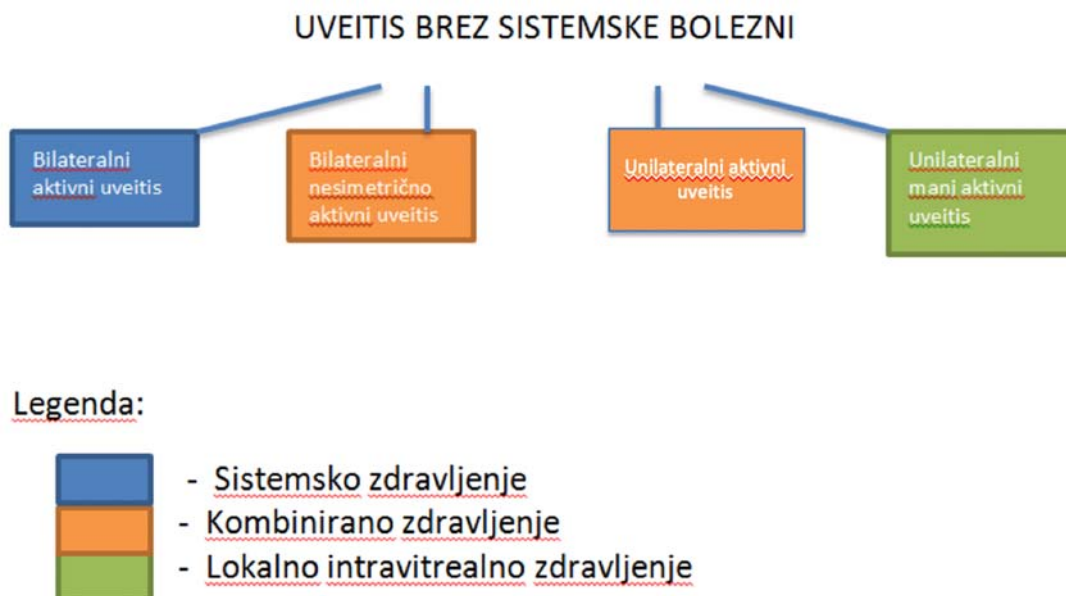 UVEITIS BREZ SISTEMSKE BOLEZNI
Bilateralni
aktivni uveitis
Bilateralni
nesimetrično
aktivni uveitis
Unilateralni aktivni
uveitis
Unilateralni
manj aktivni
uveitis
Legenda:
- Sistemsko zdravljenje
- Kombinirano zdravljenje
- Lokalno intravitrealno zdravljenje